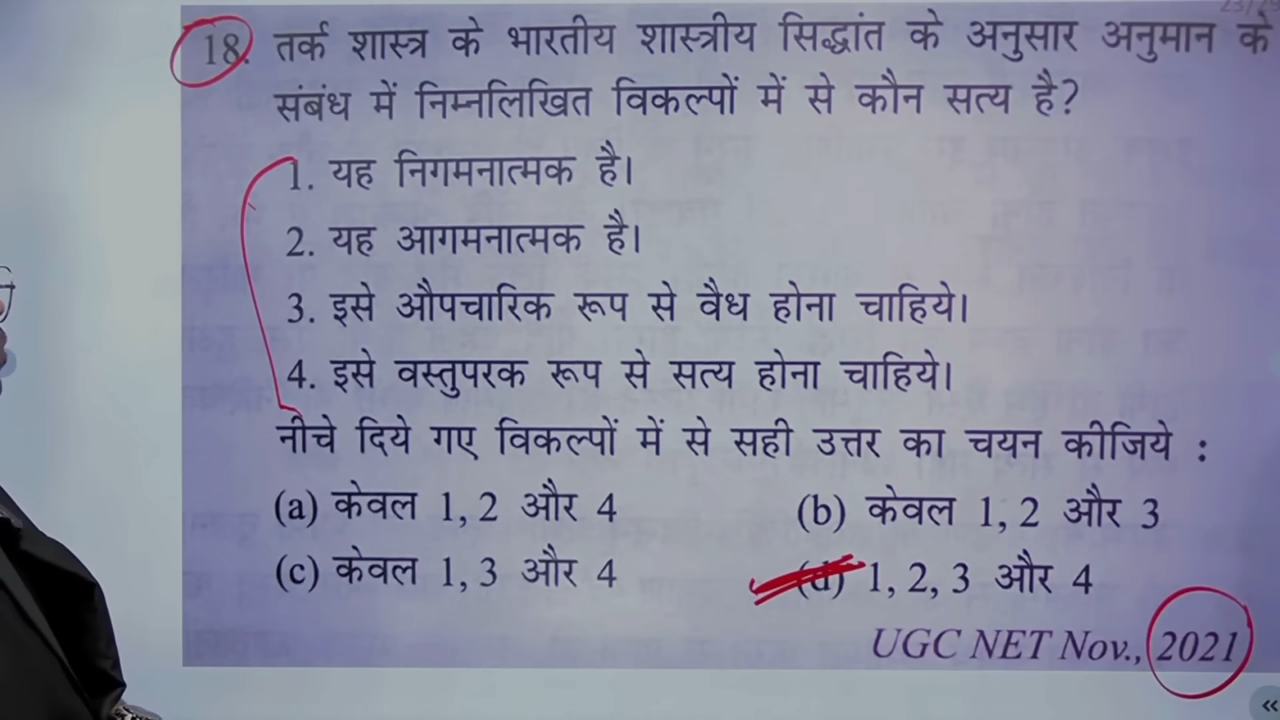 18. तर्क शास्त्र के भारतीय शास्त्रीय सिद्धांत के अनुसार अनुमान के
संबंध में निम्नलिखित विकल्पों में से कौन सत्य है?
1. यह निगमनात्मक है।
2. यह आगमनात्मक है।
3. इसे औपचारिक रूप से वैध होना चाहिये।
4. इसे वस्तुपरक रूप से सत्य होना चाहिये।
नीचे दिये गए विकल्पों में से सही उत्तर का चयन कीजिये :
(a) केवल 1, 2 और 4
(b) केवल 1, 2 और 3
(c) केवल 1, 3 और 4
(d) 1, 2, 3 और 4
UGC NET Nov., 2021